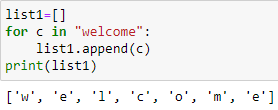 list1=[]
for c in "welcome":
    list1.append(c)
print(list1)
['w', 'e', 'l', 'c', 'o', 'm', 'e']